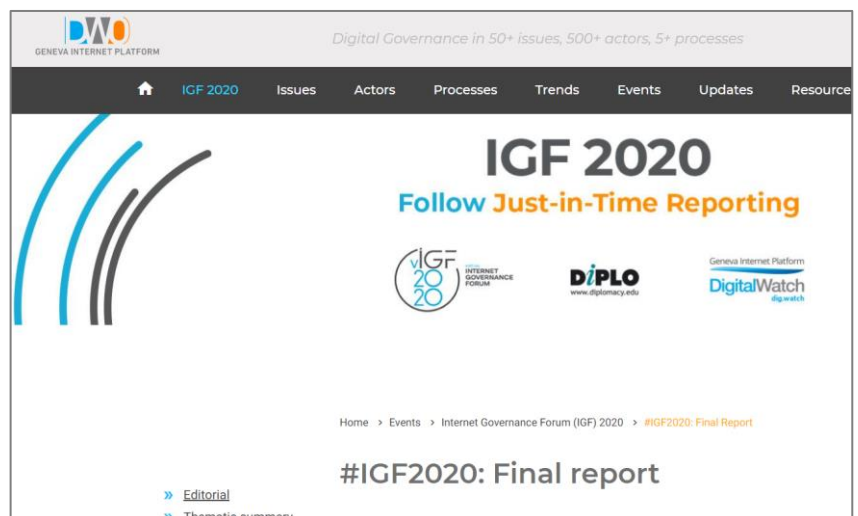 DWO
GENEVA INTERNET PLATFORM
Digital Governance in 50+ issues, 500+ actors, 5+ processes
IGF 2020 Issues Actors Processes Trends Events Updates Resource
IGF 2020
Follow Just-in-Time Reporting
vIGF 2020
VIRTUAL
INTERNET
GOVERNANCE
FORUM
DiPLO
www.diplomacy.edu
Geneva Internet Platform
DigitalWatch
dig.watch
Home > Events > Internet Governance Forum (IGF) 2020 > #IGF2020: Final Report
#IGF2020: Final report
» Editorial
» Thematic summary